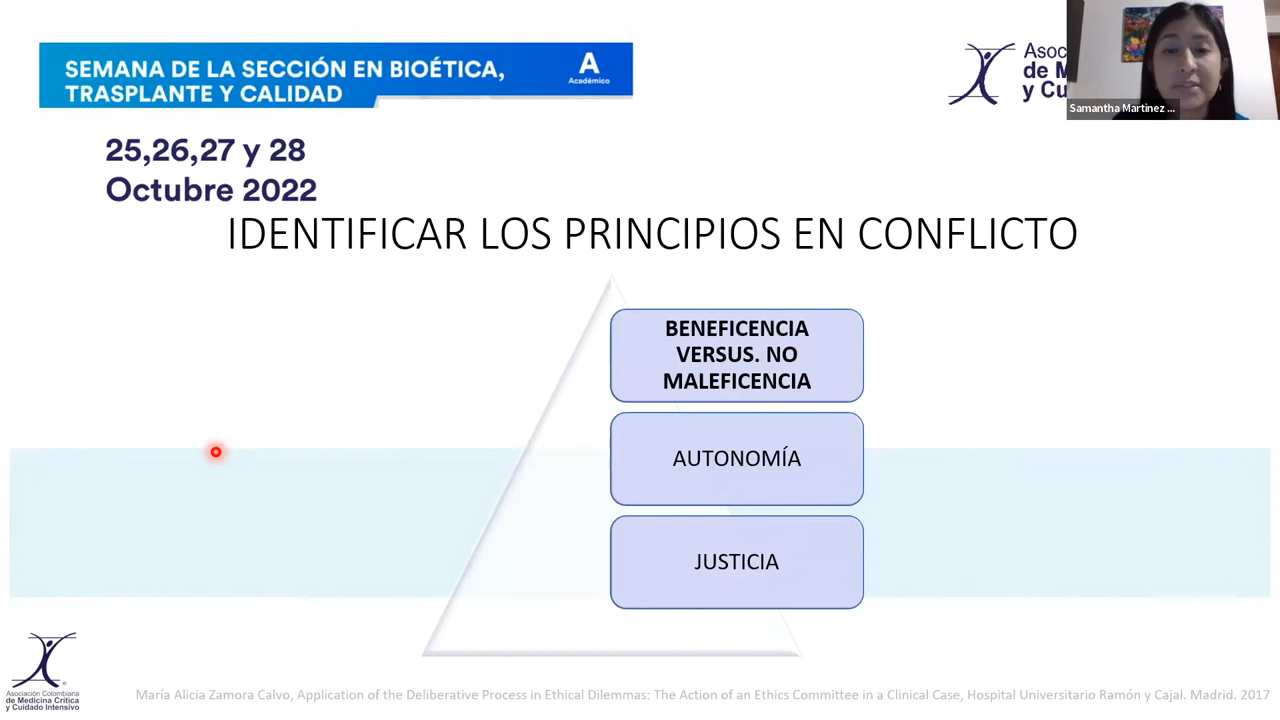 SEMANA DE LA SECCIÓN EN BIOÉTICA,
TRASPLANTE Y CALIDAD
A
Académico
Asoc
de M
y Cu
Samantha Martinez ...
25,26,27 y 28
Octubre 2022
IDENTIFICAR LOS PRINCIPIOS EN CONFLICTO
BENEFICENCIA
VERSUS. NO
MALEFICENCIA
AUTONOMÍA
JUSTICIA
Asociación Colombiana
de Medicina Crítica
y Cuidado Intensivo
María Alicia Zamora Calvo, Application of the Deliberative Process in Ethical Dilemmas: The Action of an Ethics Committee in a Clinical Case, Hospital Universitario Ramón y Cajal. Madrid. 2017